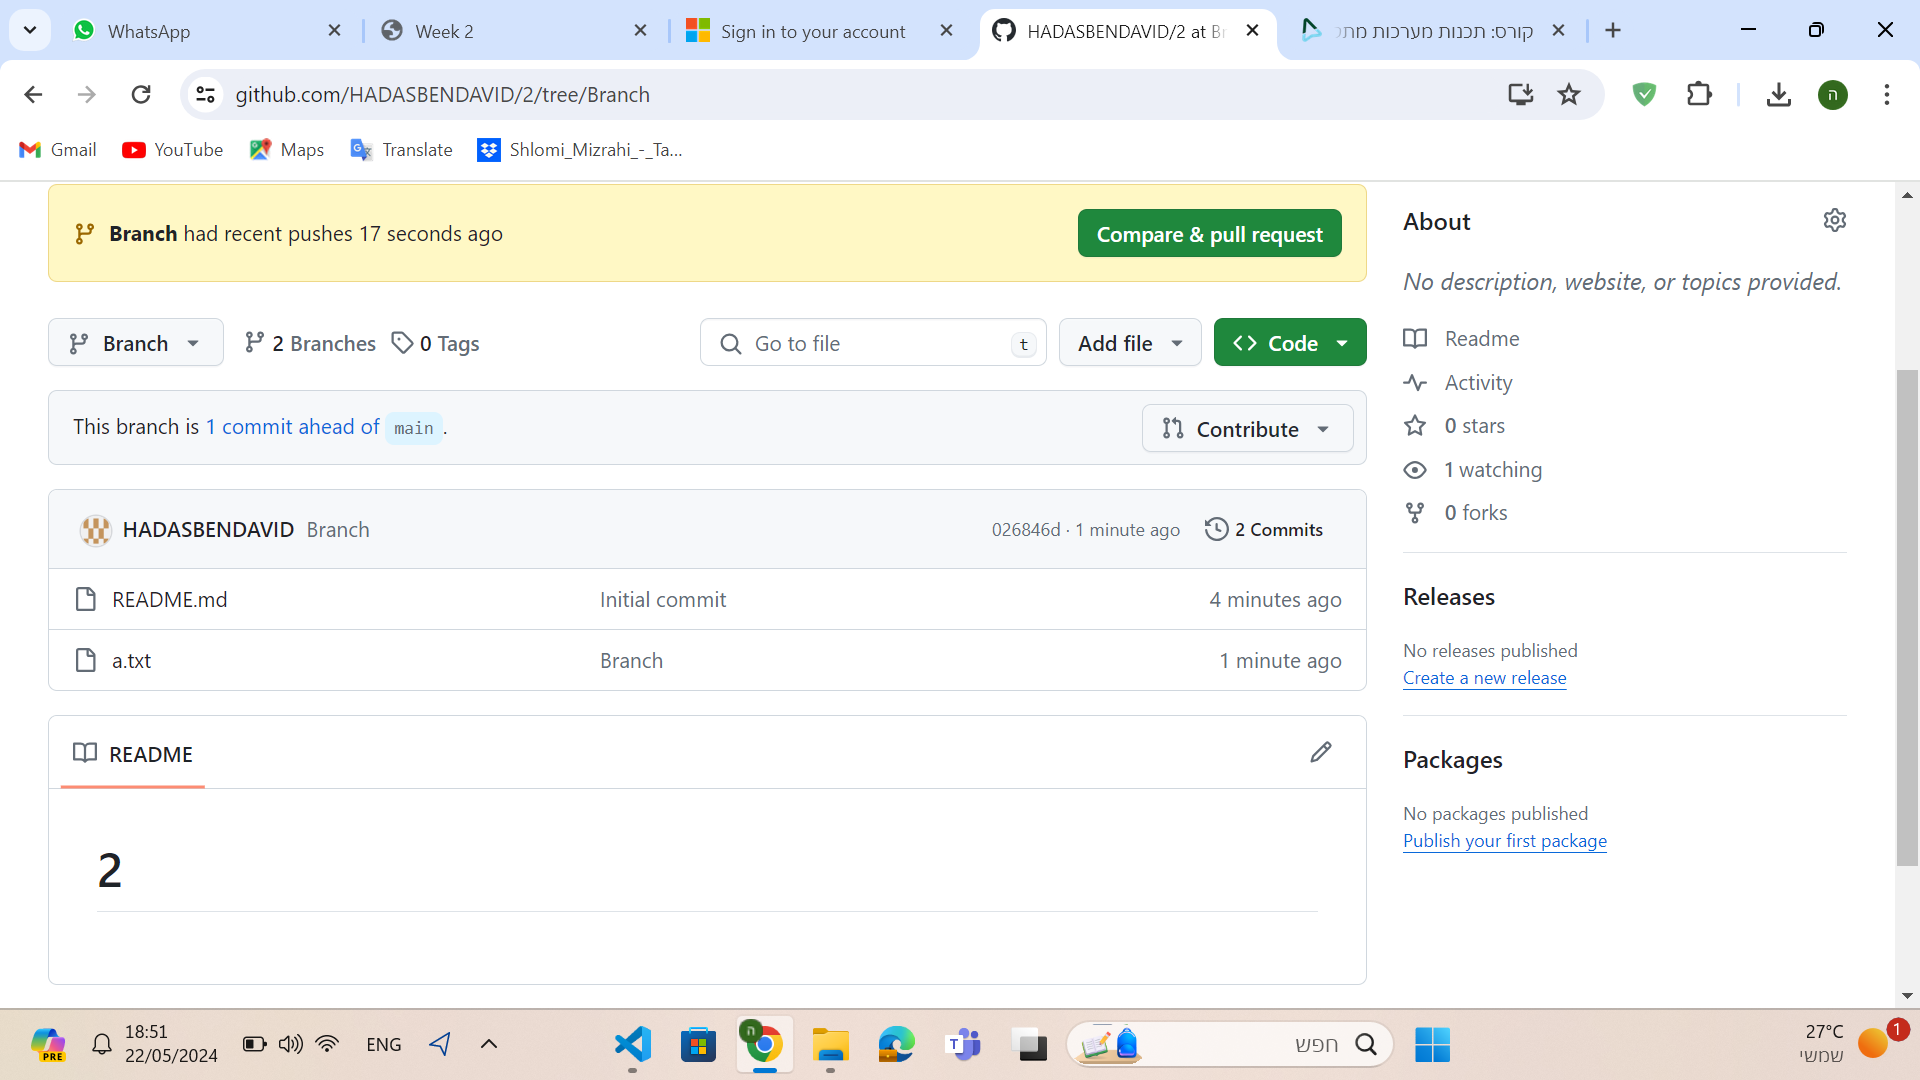 WhatsApp
Week 2
Sign in to your account
HADASBENDAVID/2 at Br
קורס: תכנות מערכות מתק
github.com/HADASBENDAVID/2/tree/Branch
ה
Gmail
YouTube
Maps
Translate
Shlomi_Mizrahi_-_Ta...
Branch had recent pushes 17 seconds ago
Compare & pull request
Branch
2 Branches
0 Tags
Go to file
t
Add file
Code
This branch is 1 commit ahead of main.
Contribute
HADASBENDAVID Branch
026846d · 1 minute ago
2 Commits
README.md
Initial commit
4 minutes ago
a.txt
Branch
1 minute ago
README
2
About
No description, website, or topics provided.
Readme
Activity
0 stars
1 watching
0 forks
Releases
No releases published
Create a new release
Packages
No packages published
Publish your first package
PRE
18:51
22/05/2024
ENG
ה
T
חפש
27°C
שמשי
1